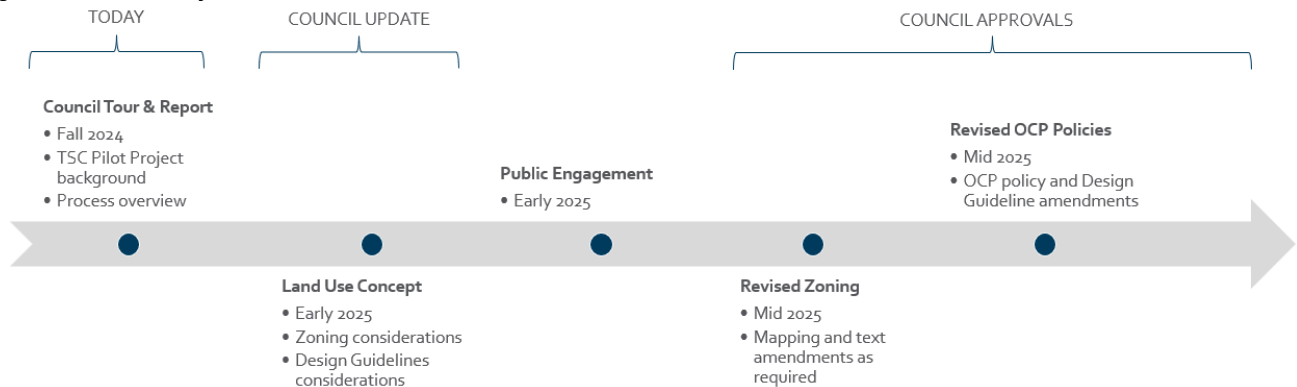 TODAY
COUNCIL UPDATE
COUNCIL APPROVALS
Council Tour & Report
• Fall 2024
• TSC Pilot Project
background
• Process overview
Land Use Concept
• Early 2025
• Zoning considerations
• Design Guidelines
considerations
Public Engagement
• Early 2025
Revised Zoning
• Mid 2025
• Mapping and text
amendments as
required
Revised OCP Policies
• Mid 2025
• OCP policy and Design
Guideline amendments